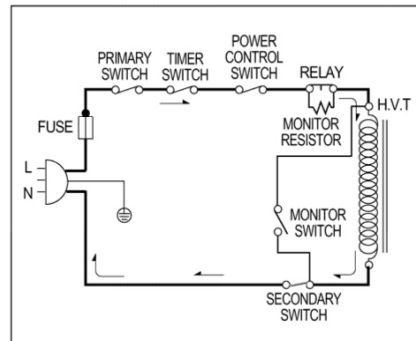 PRIMARY
SWITCH
TIMER
SWITCH
POWER
CONTROL
SWITCH
RELAY
H.V.T
FUSE
MONITOR
RESISTOR
L
N
MONITOR
SWITCH
SECONDARY
SWITCH